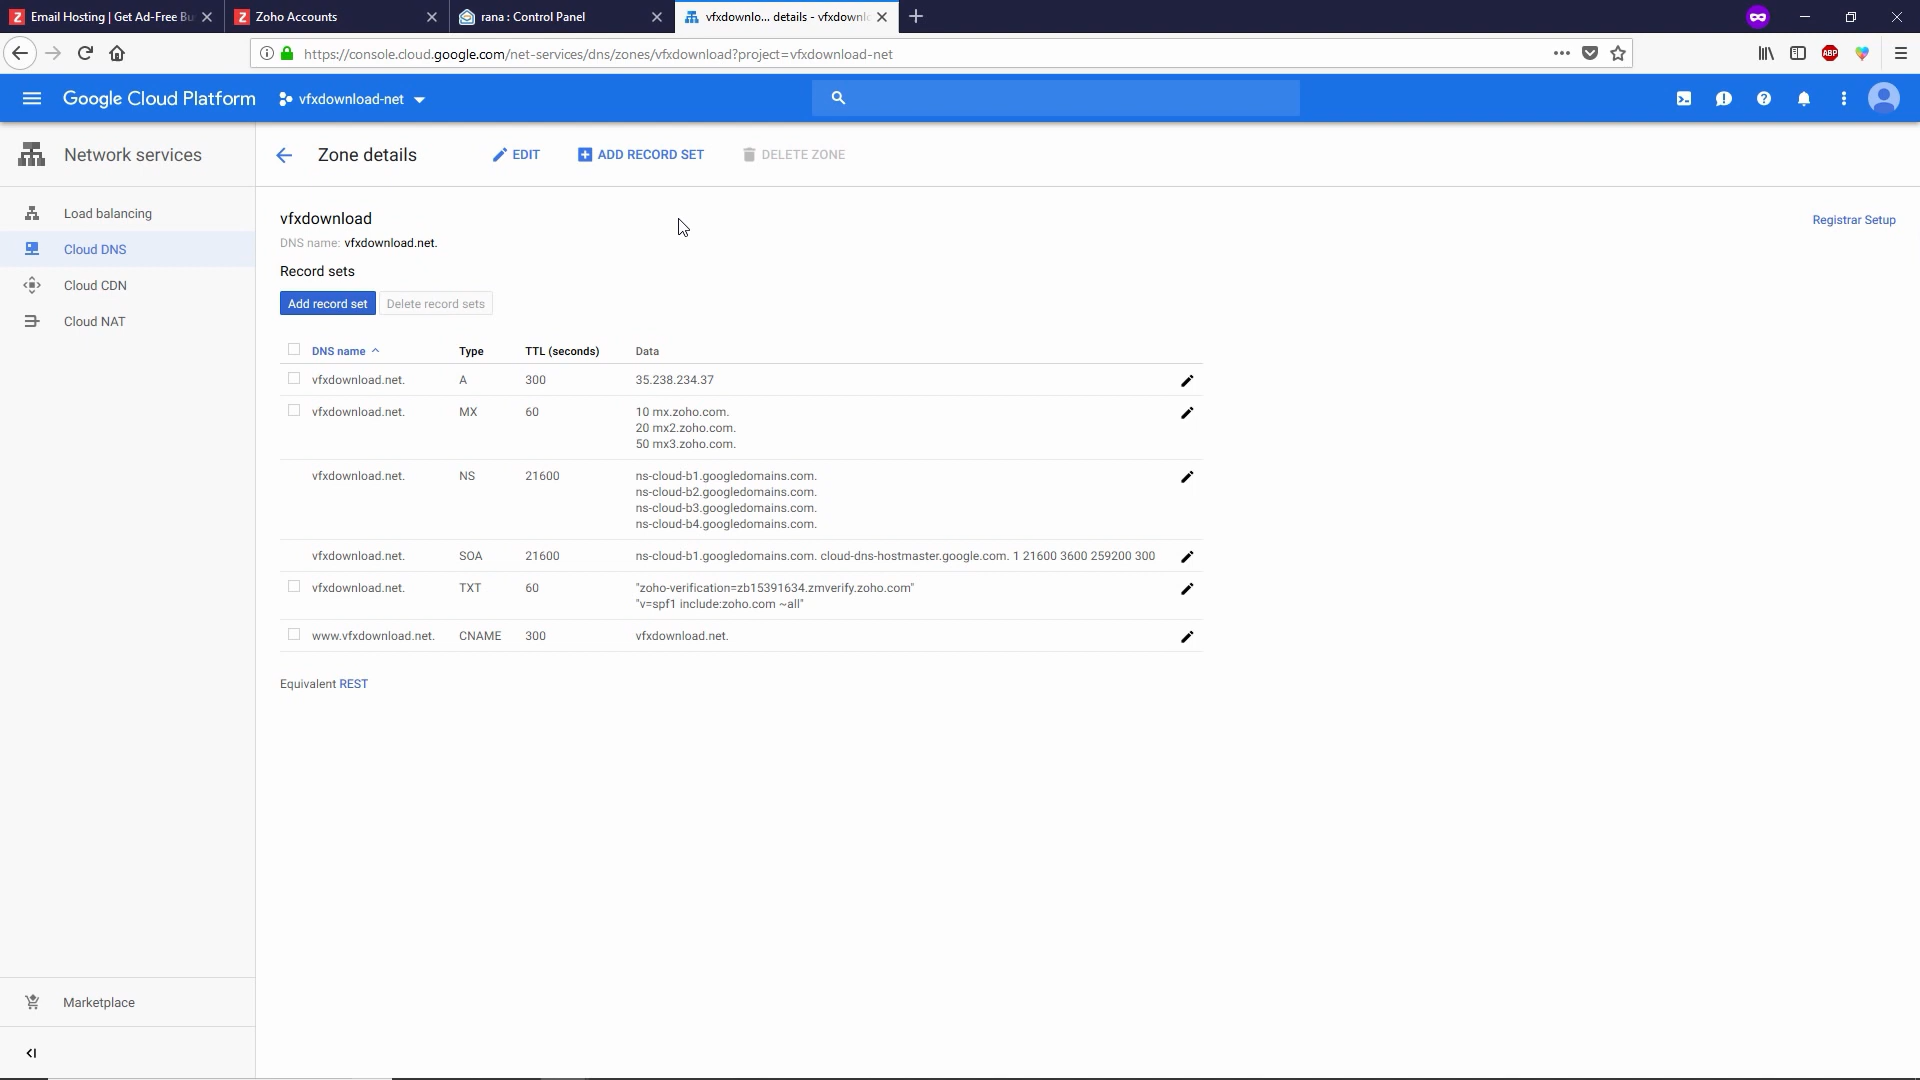 Email Hosting | Get Ad-Free Bu
Zoho Accounts
rana : Control Panel
vfxdownlo... details - vfxdownlo
https://console.cloud.google.com/net-services/dns/zones/vfxdownload?project=vfxdownload-net
ABP
Google Cloud Platform
vfxdownload-net
Network services
Zone details
EDIT
ADD RECORD SET
DELETE ZONE
Load balancing
Cloud DNS
Cloud CDN
Cloud NAT
vfxdownload
Registrar Setup
DNS name: vfxdownload.net.
Record sets
Add record set
Delete record sets
DNS name Type TTL (seconds) Data
vfxdownload.net. A 300 35.238.234.37
vfxdownload.net. MX 60 10 mx.zoho.com.
20 mx2.zoho.com.
50 mx3.zoho.com.
vfxdownload.net. NS 21600 ns-cloud-b1.googledomains.com.
ns-cloud-b2.googledomains.com.
ns-cloud-b3.googledomains.com.
ns-cloud-b4.googledomains.com.
vfxdownload.net. SOA 21600 ns-cloud-b1.googledomains.com. cloud-dns-hostmaster.google.com. 1 21600 3600 259200 300
vfxdownload.net. TXT 60 "zoho-verification=zb15391634.zmverify.zoho.com"
"v=spf1 include:zoho.com ~all"
www.vfxdownload.net. CNAME 300 vfxdownload.net.
Equivalent REST
Marketplace